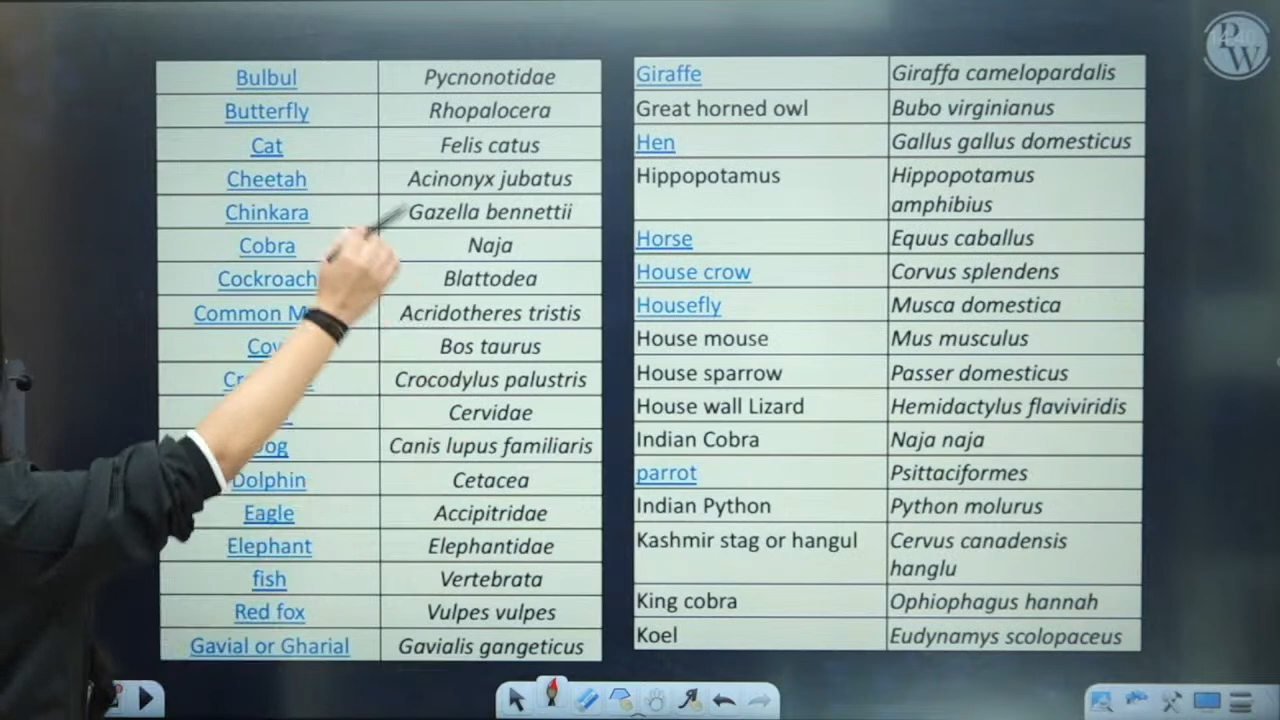 PW
Bulbul Pycnonotidae
Butterfly Rhopalocera
Cat Felis catus
Cheetah Acinonyx jubatus
Chinkara Gazella bennettii
Cobra Naja
Cockroach Blattodea
Common Acridotheres tristis
Bos taurus
Crocodylus palustris
Cervidae
Dog Canis lupus familiaris
Dolphin Cetacea
Eagle Accipitridae
Elephant Elephantidae
fish Vertebrata
Red fox Vulpes vulpes
Gavial or Gharial Gavialis gangeticus
Giraffe Giraffa camelopardalis
Great horned owl Bubo virginianus
Hen Gallus gallus domesticus
Hippopotamus Hippopotamus
amphibius
Horse Equus caballus
House crow Corvus splendens
Housefly Musca domestica
House mouse Mus musculus
House sparrow Passer domesticus
House wall Lizard Hemidactylus flaviviridis
Indian Cobra Naja naja
parrot Psittaciformes
Indian Python Python molurus
Kashmir stag or hangul Cervus canadensis
hanglu
King cobra Ophiophagus hannah
Koel Eudynamys scolopaceus